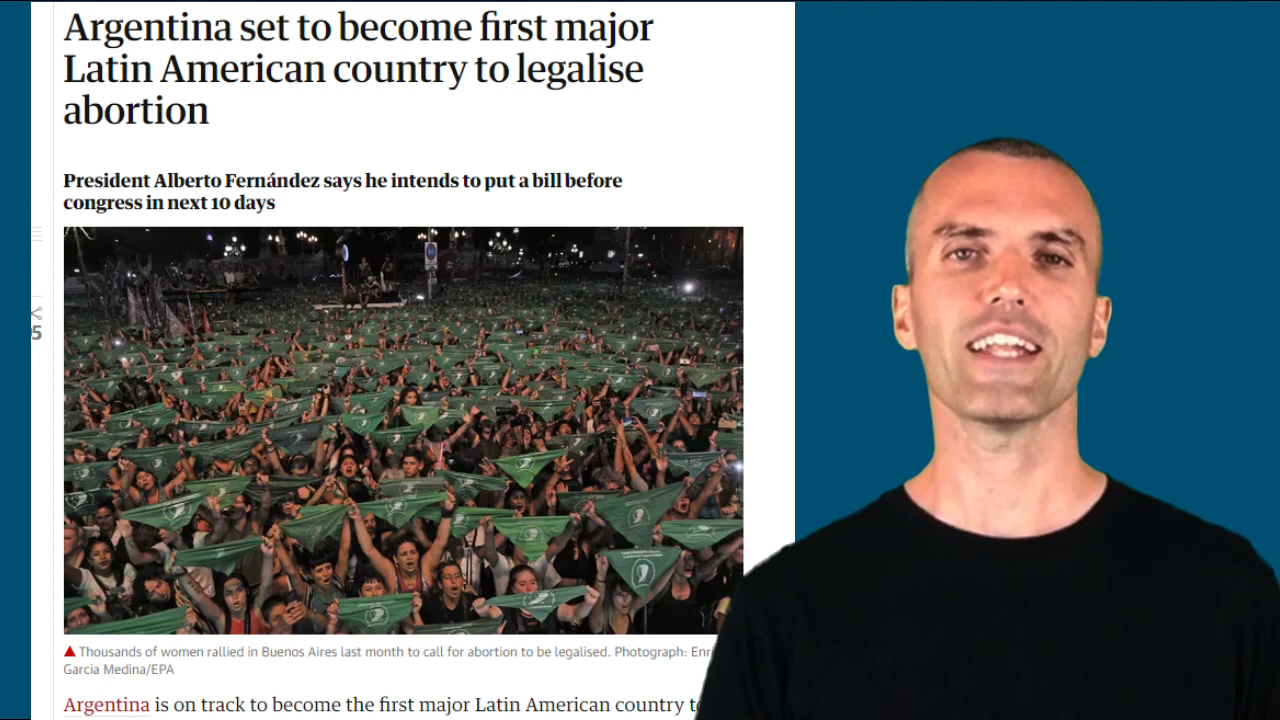 Argentina set to become first major
Latin American country to legalise
abortion
President Alberto Fernández says he intends to put a bill before
congress in next 10 days
5
Thousands of women rallied in Buenos Aires last month to call for abortion to be legalised. Photograph:
Garcia Medina/EPA
Argentina is on track to become the first major Latin American country